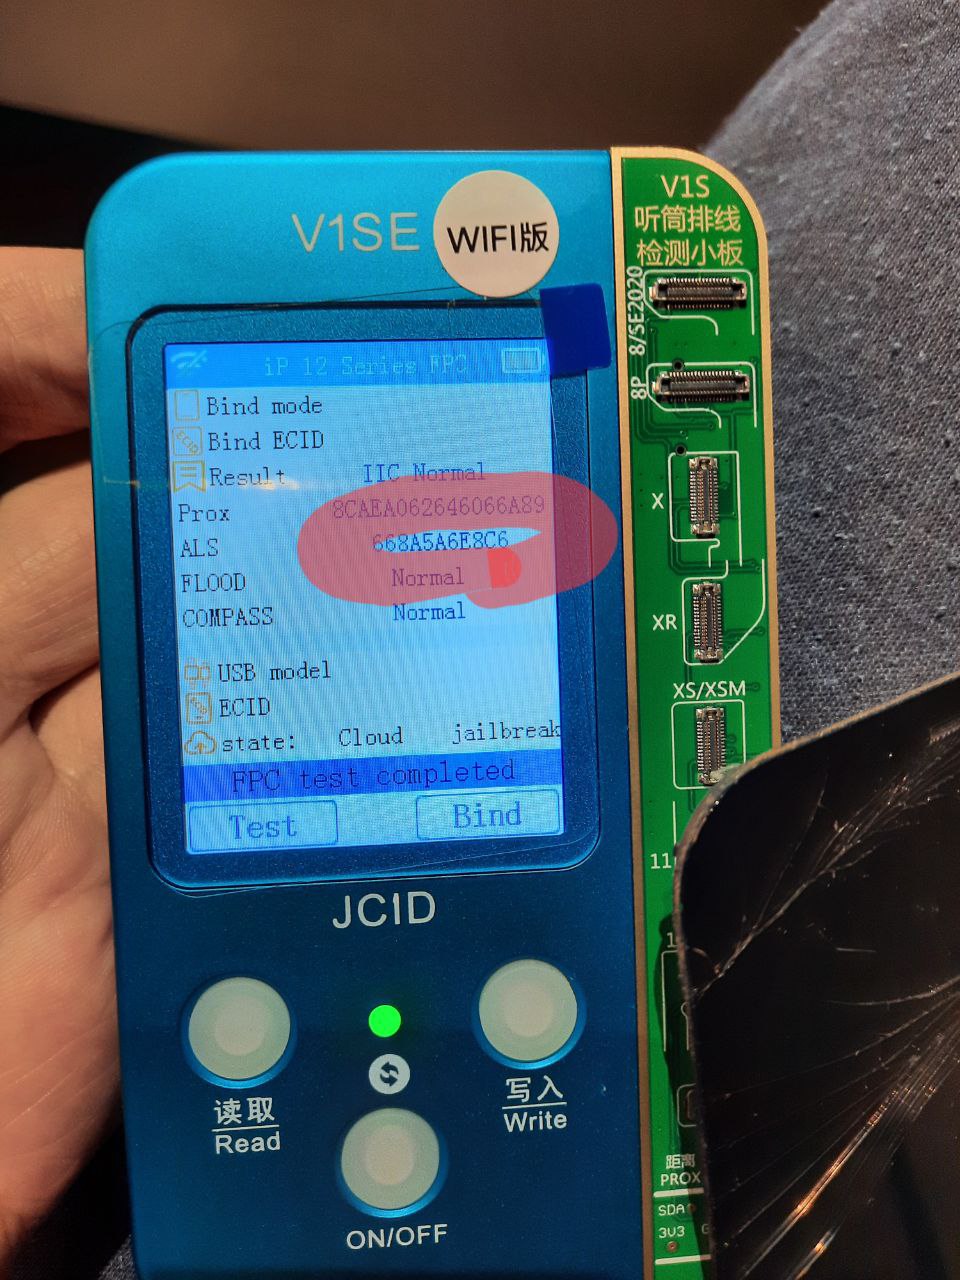 V1SE
WIFI版
V1S
听筒排线
检测小板
8/SE2020
8P
X
XR
XS/XSM
iP 12 Series FPC
Bind mode
ECID
Bind ECID
Result IIC Normal
Prox 8CAEA062646066A89
ALS 668A5A6E8C6
FLOOD Normal
COMPASS Normal
USB model
ECID
state: Cloud jailbreak
FPC test completed
Test Bind
JCID
读取
Read
写入
Write
ON/OFF
11
距离
PROX
SDA
3V3